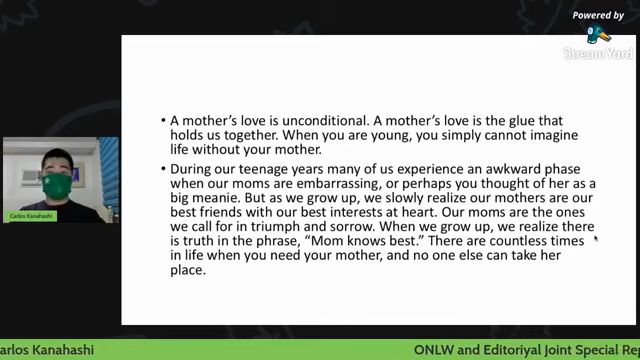 Powered by
StreamYard
• A mother's love is unconditional. A mother's love is the glue that
holds us together. When you are young, you simply cannot imagine
life without your mother.
• During our teenage years many of us experience an awkward phase
when our moms are embarrassing, or perhaps you thought of her as a
big meanie. But as we grow up, we slowly realize our mothers are our
best friends with our best interests at heart. Our moms are the ones
we call for in triumph and sorrow. When we grow up, we realize there
is truth in the phrase, “Mom knows best.” There are countless times
in life when you need your mother, and no one else can take her
place.
Carlos Kanahashi
arlos Kanahashi
ONLW and Editoriyal Joint Special Rep